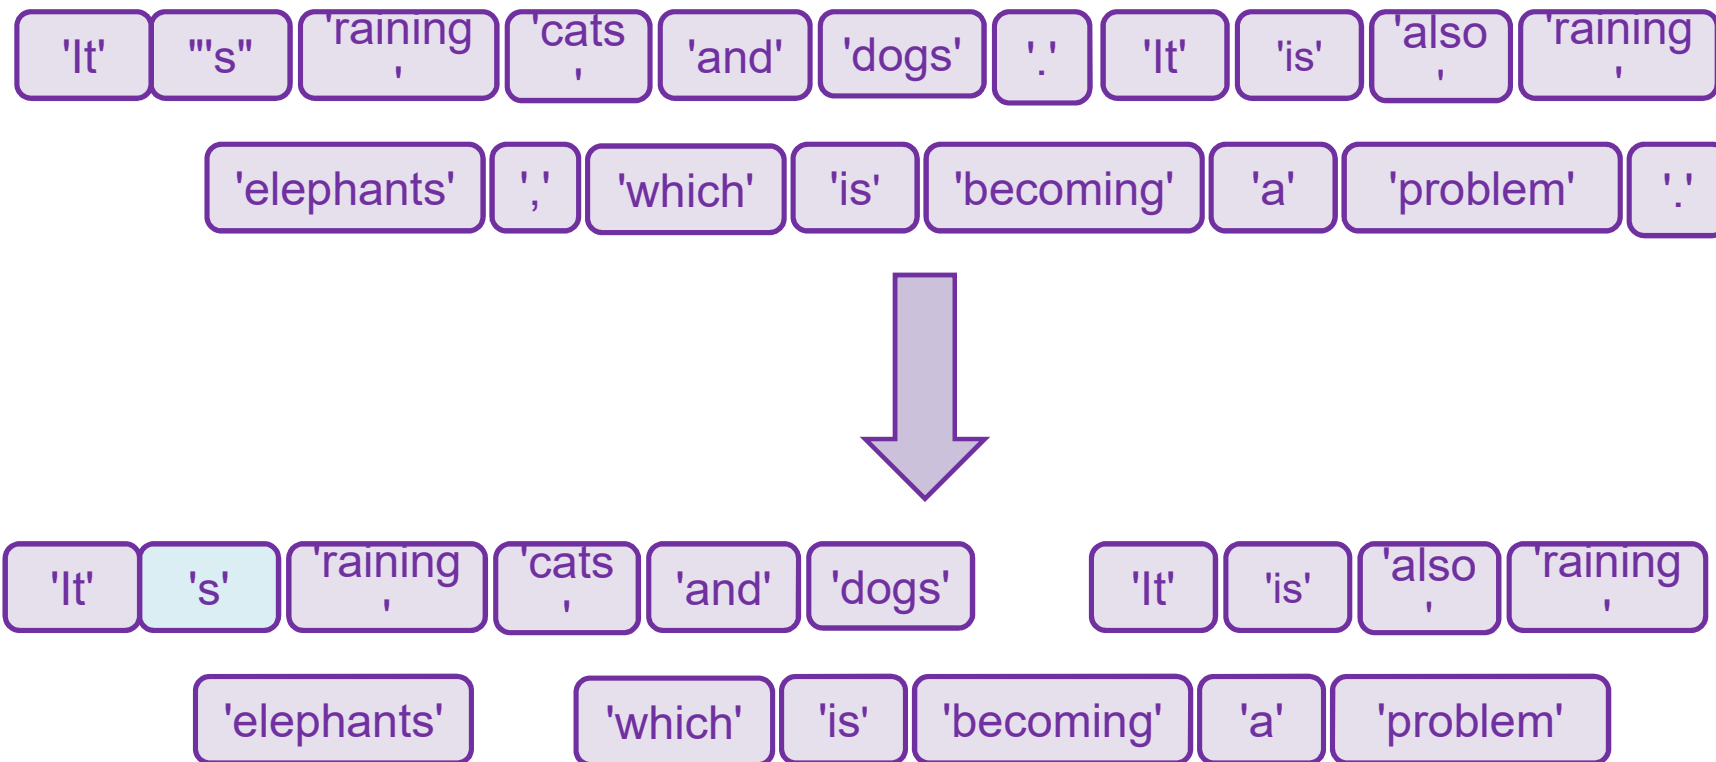 'It' "'s" 'raining' 'cats' 'and' 'dogs' '.' 'It' 'is' 'also' 'raining'
'elephants' ',' 'which' 'is' 'becoming' 'a' 'problem' '.'
'It' 's' 'raining' 'cats' 'and' 'dogs' 'It' 'is' 'also' 'raining'
'elephants' 'which' 'is' 'becoming' 'a' 'problem'